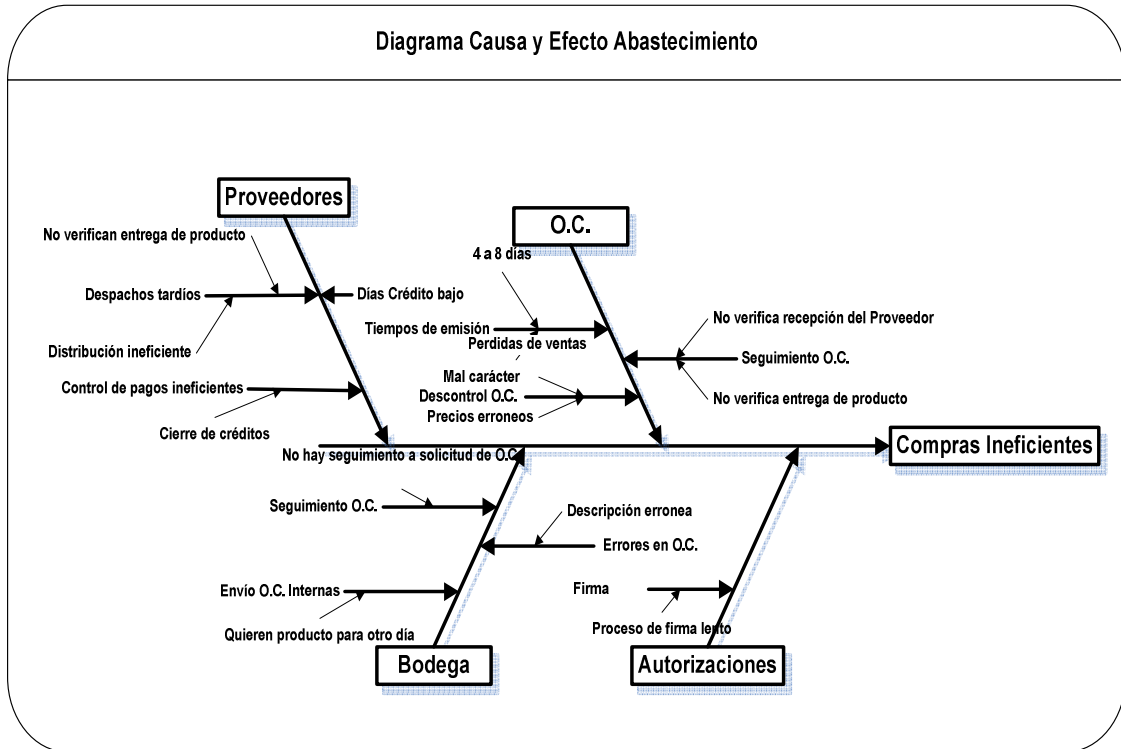 Diagrama Causa y Efecto Abastecimiento
Proveedores
O.C.
No verifican entrega de producto
4 a 8 días
Despachos tardíos
Días Crédito bajo
No verifica recepción del Proveedor
Tiempos de emisión
Perdidas de ventas
Distribución ineficiente
Seguimiento O.C.
Mal carácter
Control de pagos ineficientes
Descontrol O.C.
No verifica entrega de producto
Precios erroneos
Cierre de créditos
Compras Ineficientes
No hay seguimiento a solicitud de O.C.
Seguimiento O.C.
Descripción erronea
Errores en O.C.
Envío O.C. Internas
Firma
Quieren producto para otro día
Proceso de firma lento
Bodega
Autorizaciones